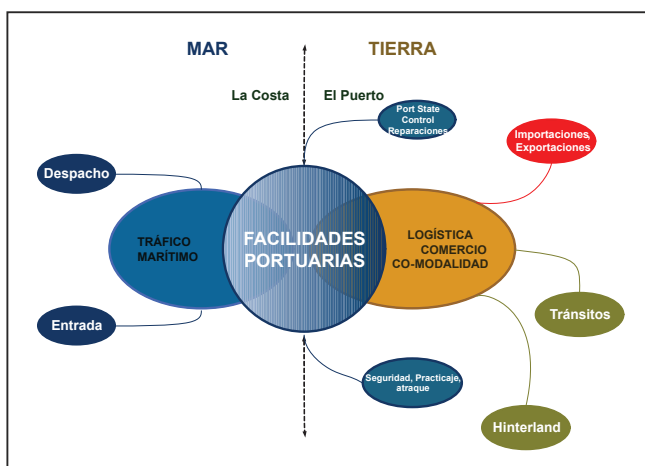 MAR
TIERRA
La Costa
El Puerto
Port State
Control
Reparaciones
Importaciones,
Exportaciones
Despacho
TRÁFICO
MARÍTIMO
FACILIDADES
PORTUARIAS
LOGÍSTICA
COMERCIO
CO-MODALIDAD
Entrada
Tránsitos
Seguridad, Practicaje,
atraque
Hinterland